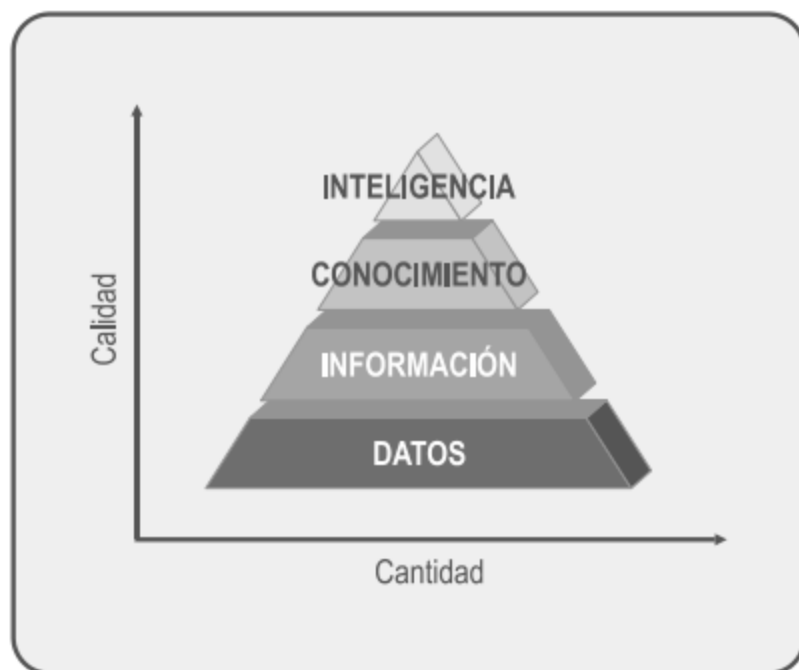 INTELIGENCIA
CONOCIMIENTO
INFORMACIÓN
DATOS
Calidad
Cantidad